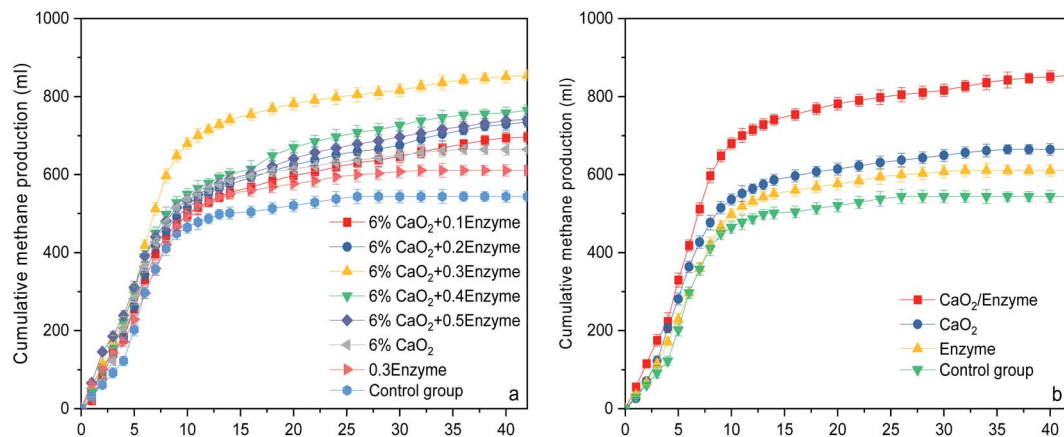 Cumulative methane production (ml)
1000
800
600
400
200
0
6% CaO₂+0.1Enzyme
6% CaO₂+0.2Enzyme
6% CaO₂+0.3Enzyme
6% CaO₂+0.4Enzyme
6% CaO₂+0.5Enzyme
6% CaO₂
0.3Enzyme
Control group
a
0 5 10 15 20 25 30 35 40
Cumulative methane production (ml)
1000
800
600
400
200
0
CaO₂/Enzyme
CaO₂
Enzyme
Control group
b
0 5 10 15 20 25 30 35 40